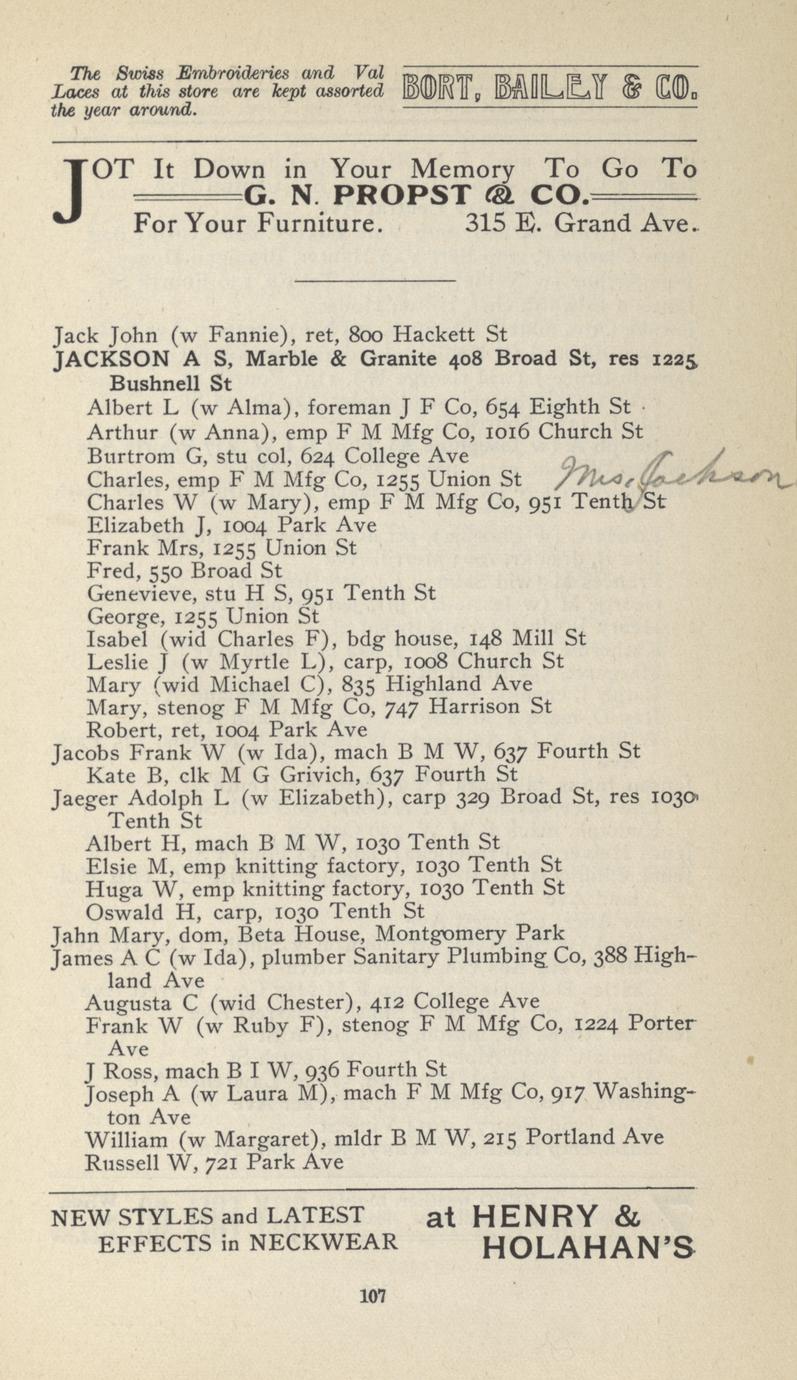 The Swiss Embroideries and Val
Laces at this store are kept assorted
the year around.
BORT, BAILEY & CO.
JOT It Down in Your Memory To Go To
G. N. PROPST & CO.
For Your Furniture. 315 E. Grand Ave.
Jack John (w Fannie), ret, 800 Hackett St
JACKSON A S, Marble & Granite 408 Broad St, res 1225
Bushnell St
Albert L (w Alma), foreman J F Co, 654 Eighth St
Arthur (w Anna), emp F M Mfg Co, 1016 Church St
Burtrom G, stu col, 624 College Ave
Charles, emp F M Mfg Co, 1255 Union St
Mrs. Jackson
Charles W (w Mary), emp F M Mfg Co, 951 Tenth St
Elizabeth J, 1004 Park Ave
Frank Mrs, 1255 Union St
Fred, 550 Broad St
Genevieve, stu H S, 951 Tenth St
George, 1255 Union St
Isabel (wid Charles F), bdg house, 148 Mill St
Leslie J (w Myrtle L), carp, 1008 Church St
Mary (wid Michael C), 835 Highland Ave
Mary, stenog F M Mfg Co, 747 Harrison St
Robert, ret, 1004 Park Ave
Jacobs Frank W (w Ida), mach B M W, 637 Fourth St
Kate B, clk M G Grivich, 637 Fourth St
Jaeger Adolph L (w Elizabeth), carp 329 Broad St, res 1030
Tenth St
Albert H, mach B M W, 1030 Tenth St
Elsie M, emp knitting factory, 1030 Tenth St
Huga W, emp knitting factory, 1030 Tenth St
Oswald H, carp, 1030 Tenth St
Jahn Mary, dom, Beta House, Montgomery Park
James A C (w Ida), plumber Sanitary Plumbing Co, 388 High-
land Ave
Augusta C (wid Chester), 412 College Ave
Frank W (w Ruby F), stenog F M Mfg Co, 1224 Porter
Ave
J Ross, mach B I W, 936 Fourth St
Joseph A (w Laura M), mach F M Mfg Co, 917 Washing-
ton Ave
William (w Margaret), mldr B M W, 215 Portland Ave
Russell W, 721 Park Ave
NEW STYLES and LATEST
EFFECTS in NECKWEAR
at HENRY &
HOLAHAN'S
107